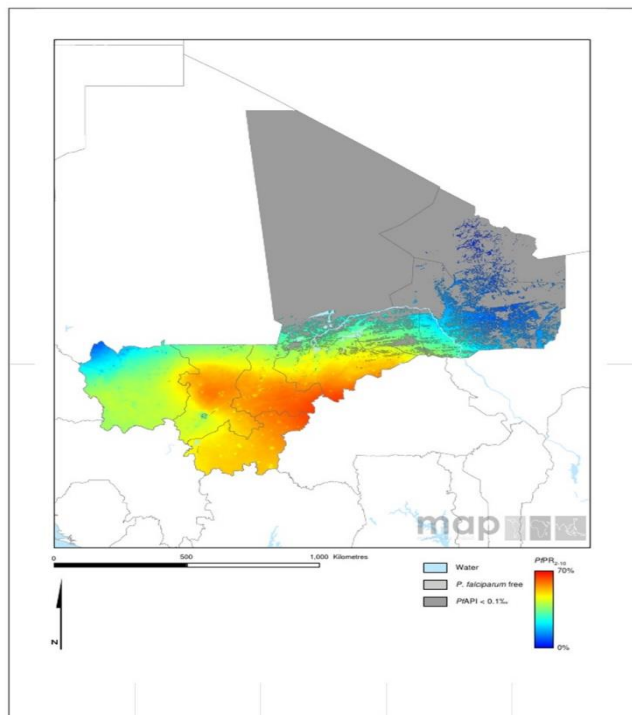 map
0 500 1,000 Kilometres
Water
P. falciparum free
PfAPI < 0.1‰
PfPR2-10
70%
0%
N